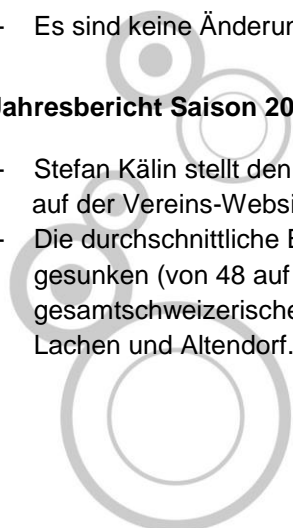 - Es sind keine Änderun
Jahresbericht Saison 20
- Stefan Kälin stellt den
auf der Vereins-Websi
- Die durchschnittliche
gesunken (von 48 auf
gesamtschweizerische
Lachen und Altendorf.